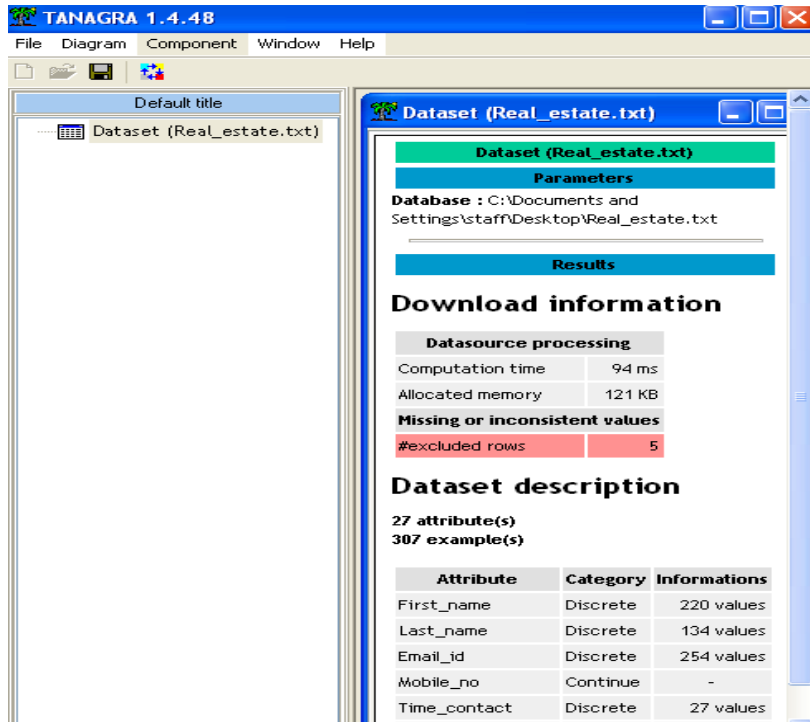 TANAGRA 1.4.48
File Diagram Component Window Help
Default title
Dataset (Real_estate.txt)
Dataset (Real_estate.txt)
Dataset (Real_estate.txt)
Parameters
Database : C:\Documents and
Settings\staff\Desktop\Real_estate.txt
Results
Download information
Datasource processing
Computation time 94 ms
Allocated memory 121 KB
Missing or inconsistent values
#excluded rows 5
Dataset description
27 attribute(s)
307 example(s)
Attribute Category Informations
First_name Discrete 220 values
Last_name Discrete 134 values
Email_id Discrete 254 values
Mobile_no Continue -
Time_contact Discrete 27 values